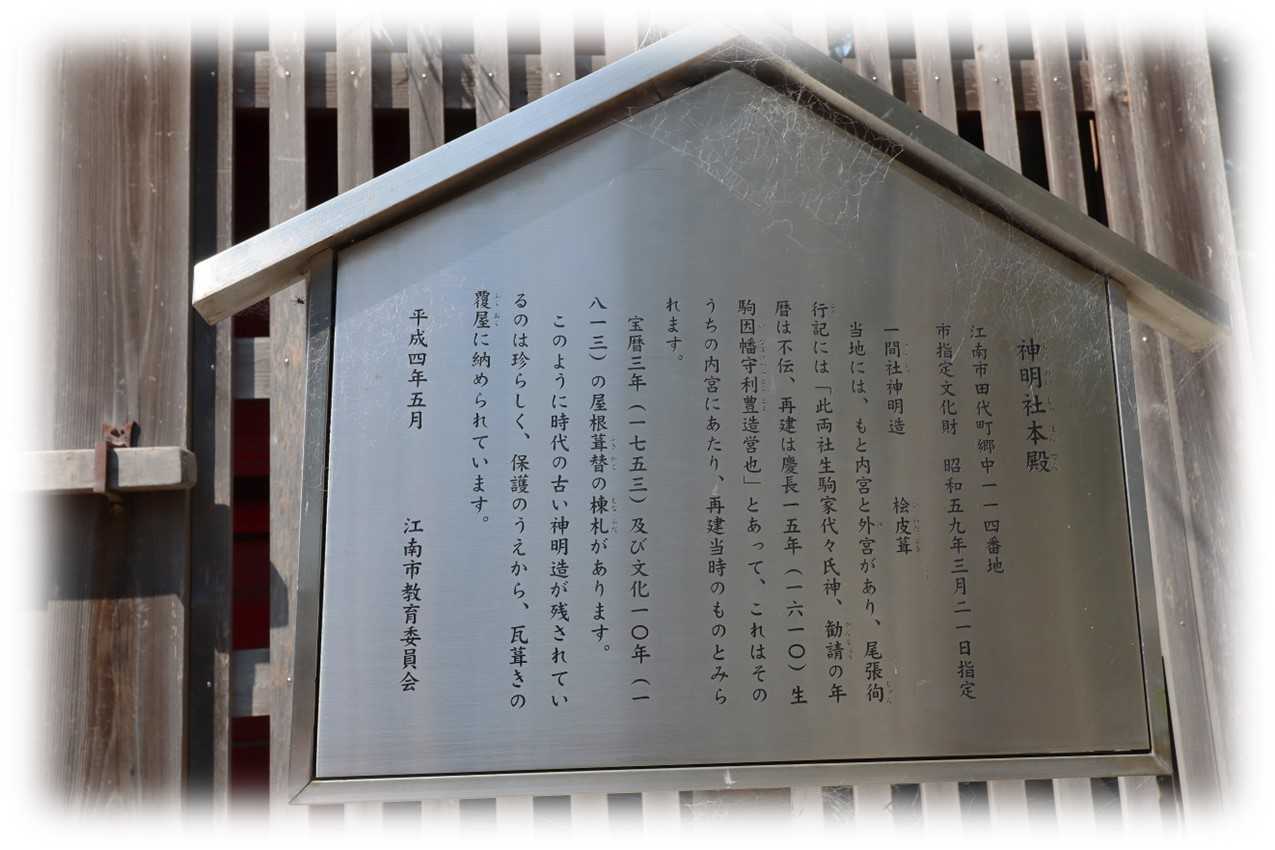 神明社本殿
江南市田代町郷中一一四番地
市指定文化財　昭和五九年三月二一日指定
一間社神明造　　　桧皮葺
当地には、もと内宮と外宮があり、尾張徇
行記には「此両社生駒家代々氏神、勧請の年
暦は不伝、再建は慶長一五年（一六一〇）生
駒因幡守利豊造営也」とあって、これはその
うちの内宮にあたり、再建当時のものとみら
れます。
宝暦三年（一七五三）及び文化一〇年（一
八一三）の屋根葺替の棟札があります。
このように時代の古い神明造が残されてい
るのは珍らしく、保護のうえから、瓦葺きの
覆屋に納められています。
平成四年五月　　　江南市教育委員会